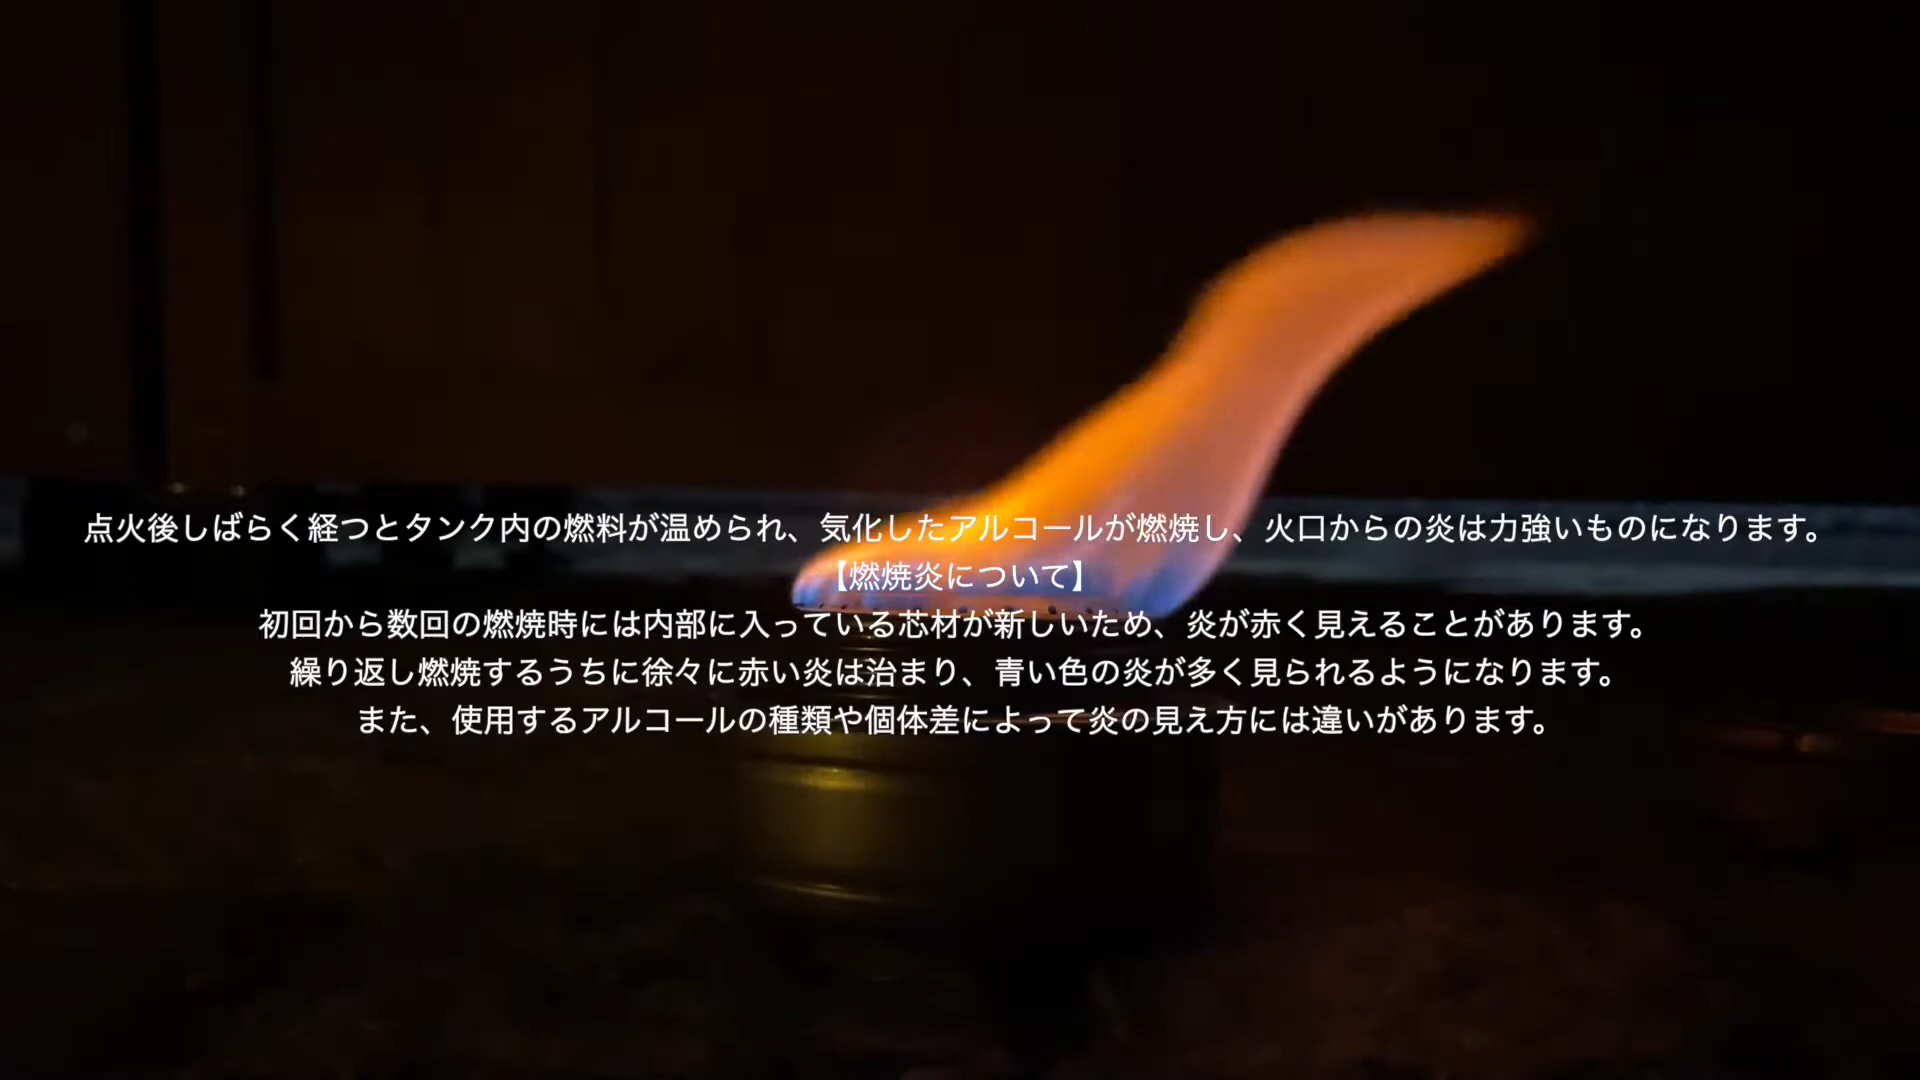 点火後しばらく経つとタンク内の燃料が温められ、気化したアルコールが燃焼し、火口からの炎は力強いものになります。
【燃焼炎について】
初回から数回の燃焼時には内部に入っている芯材が新しいため、炎が赤く見えることがあります。
繰り返し燃焼するうちに徐々に赤い炎は治まり、青い色の炎が多く見られるようになります。
また、使用するアルコールの種類や個体差によって炎の見え方には違いがあります。